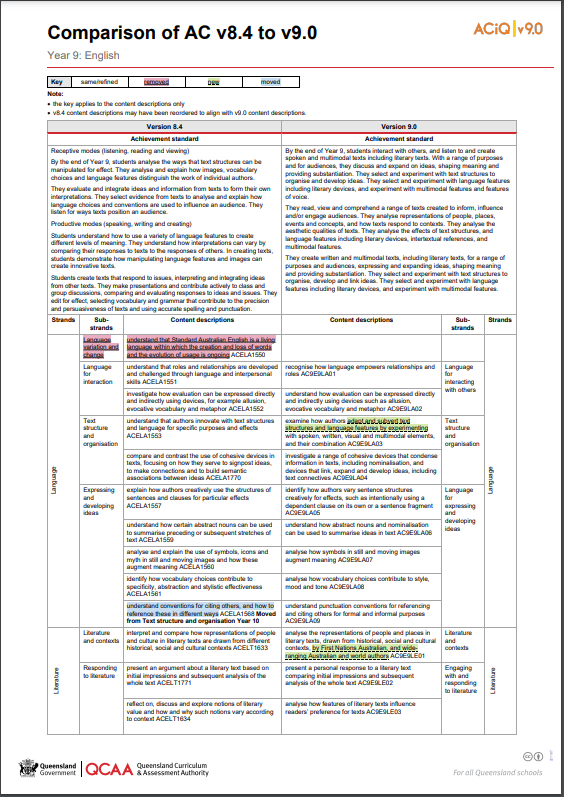 Comparison of AC v8.4 to v9.0
ACiQ v9.0
Year 9: English
Key same/refined removed new moved
Note:
• the key applies to the content descriptions only
• v8.4 content descriptions may have been reordered to align with v9.0 content descriptions.
Version 8.4
Achievement standard
Receptive modes (listening, reading and viewing)
By the end of Year 9, students analyse the ways that text structures can be
manipulated for effect. They analyse and explain how images, vocabulary
choices and language features distinguish the work of individual authors.
They evaluate and integrate ideas and information from texts to form their own
interpretations. They select evidence from texts to analyse and explain how
language choices and conventions are used to influence an audience. They
listen for ways texts position an audience.
Productive modes (speaking, writing and creating)
Students understand how to use a variety of language features to create
different levels of meaning. They understand how interpretations can vary by
comparing their responses to texts to the responses of others. In creating texts,
students demonstrate how manipulating language features and images can
create innovative texts.
Students create texts that respond to issues, interpreting and integrating ideas
from other texts. They make presentations and contribute actively to class and
group discussions, comparing and evaluating responses to ideas and issues. They
edit for effect, selecting vocabulary and grammar that contribute to the precision
and persuasiveness of texts and using accurate spelling and punctuation.
Version 9.0
Achievement standard
By the end of Year 9, students interact with others, and listen to and create
spoken and multimodal texts including literary texts. With a range of purposes
and for audiences, they discuss and expand on ideas, shaping meaning and
providing substantiation. They select and experiment with text structures to
organise and develop ideas. They select and experiment with language features
including literary devices, and experiment with multimodal features and features
of voice.
They read, view and comprehend a range of texts created to inform, influence
and/or engage audiences. They analyse representations of people, places,
events and concepts, and how texts respond to contexts. They analyse the
aesthetic qualities of texts. They analyse the effects of text structures, and
language features including literary devices, intertextual references, and
multimodal features.
They create written and multimodal texts, including literary texts, for a range of
purposes and audiences, expressing and expanding ideas, shaping meaning
and providing substantiation. They select and experiment with text structures to
organise, develop and link ideas. They select and experiment with language
features including literary devices, and experiment with multimodal features.
Strands Sub-strands Content descriptions Content descriptions Sub-strands Strands
Language
Language
variation and
change
understand that Standard Australian English is a living
language within which the creation and loss of words
and the evolution of usage is ongoing ACELA1550
Language
for
interaction
understand that roles and relationships are developed
and challenged through language and interpersonal
skills ACELA1551
recognise how language empowers relationships and
roles AC9E9LA01
Language
for
interacting
with others
investigate how evaluation can be expressed directly
and indirectly using devices, for example allusion,
evocative vocabulary and metaphor ACELA1552
understand how evaluation can be expressed directly
and indirectly using devices such as allusion,
evocative vocabulary and metaphor AC9E9LA02
Text
structure
and
organisation
understand that authors innovate with text structures and
language for specific purposes and effects
ACELA1553
examine how authors adapt and subvert text
structures and language features by experimenting
with spoken, written, visual and multimodal elements,
and their combination AC9E9LA03
Text
structure
and
organisation
compare and contrast the use of cohesive devices in
texts, focusing on how they serve to signpost ideas,
to make connections and to build semantic
associations between ideas ACELA1770
investigate a range of cohesive devices that condense
information in texts, including nominalisation, and
devices that link, expand and develop ideas, including
text connectives AC9E9LA04
Expressing
and
developing
ideas
explain how authors creatively use the structures of
sentences and clauses for particular effects
ACELA1557
identify how authors vary sentence structures
creatively for effects, such as intentionally using a
dependent clause on its own or a sentence fragment
AC9E9LA05
Language
for
expressing
and
developing
ideas
understand how certain abstract nouns can be used
to summarise preceding or subsequent stretches of
text ACELA1559
understand how abstract nouns and nominalisation
can be used to summarise ideas in text AC9E9LA06
analyse and explain the use of symbols, icons and
myth in still and moving images and how these
augment meaning ACELA1560
analyse how symbols in still and moving images
augment meaning AC9E9LA07
identify how vocabulary choices contribute to
specificity, abstraction and stylistic effectiveness
ACELA1561
analyse how vocabulary choices contribute to style,
mood and tone AC9E9LA08
understand conventions for citing others, and how to
reference these in different ways ACELA1568 Moved
from Text structure and organisation Year 10
understand punctuation conventions for referencing
and citing others for formal and informal purposes
AC9E9LA09
Language
Literature
Literature
and contexts
interpret and compare how representations of people
and culture in literary texts are drawn from different
historical, social and cultural contexts ACELT1633
analyse the representations of people and places in
literary texts, drawn from historical, social and cultural
contexts, by First Nations Australian, and wide-
ranging Australian and world authors AC9E9LE01
Literature
and contexts
Responding
to literature
present an argument about a literary text based on
initial impressions and subsequent analysis of the
whole text ACELT1771
present a personal response to a literary text
comparing initial impressions and subsequent
analysis of the whole text AC9E9LE02
Engaging
with and
responding
to literature
reflect on, discuss and explore notions of literary
value and how and why such notions vary according
to context ACELT1634
analyse how features of literary texts influence
readers' preference for texts AC9E9LE03
Literature
Queensland
Government
QCAA
Queensland Curriculum
& Assessment Authority
For all Queensland schools